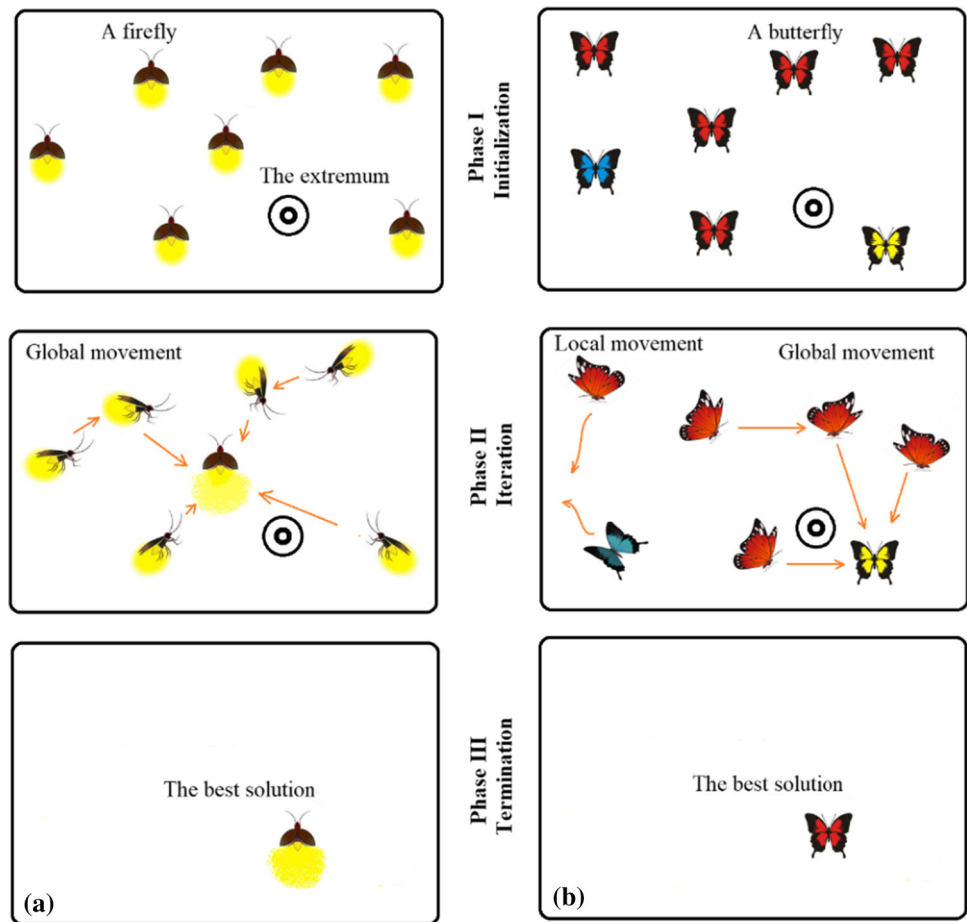 A firefly
The extremum
Phase I
Initialization
A butterfly
Global movement
Phase II
Iteration
Local movement
Global movement
The best solution
(a)
Phase III
Termination
The best solution
(b)